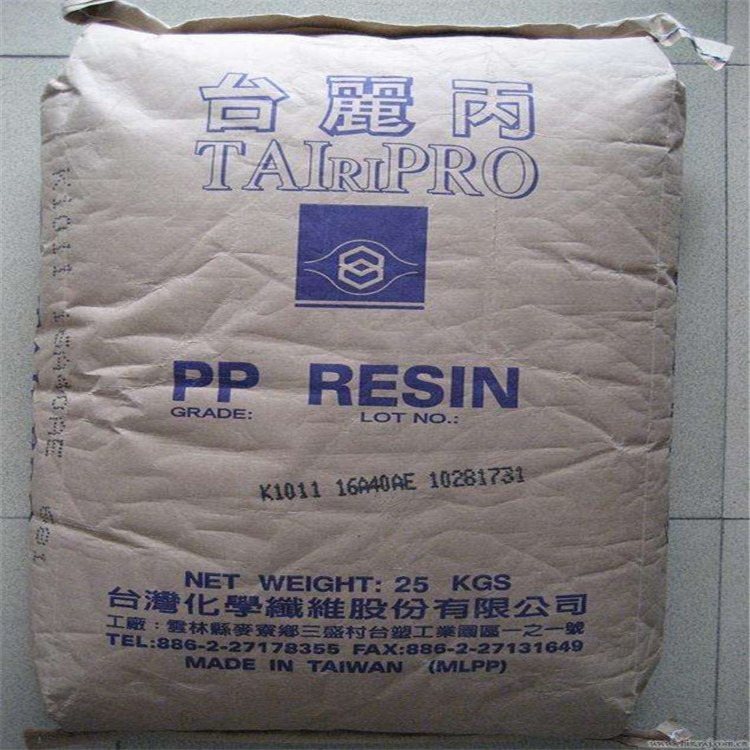 台麗丙
TAIRIPRO
PP RESIN
GRADE: LOT NO.:
K1011 16A40AE 10281731
NET WEIGHT: 25 KGS
台灣化學纖維股份有限公司
工廠：雲林縣麥寮鄉三盛村台塑工業園區一之一號
TEL:886-2-27178355 FAX:886-2-27131649
MADE IN TAIWAN (MLPP)